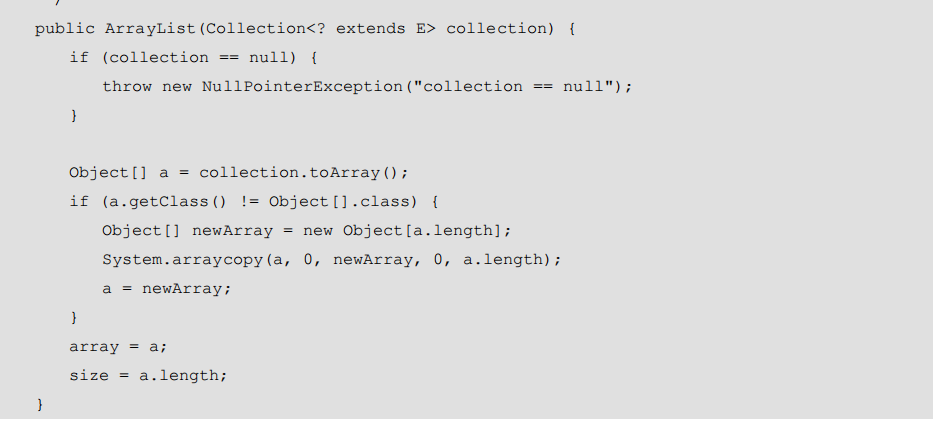 public ArrayList(Collection<? extends E> collection) {
if (collection == null) {
throw new NullPointerException("collection == null");
}
Object[] a = collection.toArray();
if (a.getClass() != Object[].class) {
Object[] newArray = new Object[a.length];
System.arraycopy(a, 0, newArray, 0, a.length);
a = newArray;
}
array = a;
size = a.length;
}